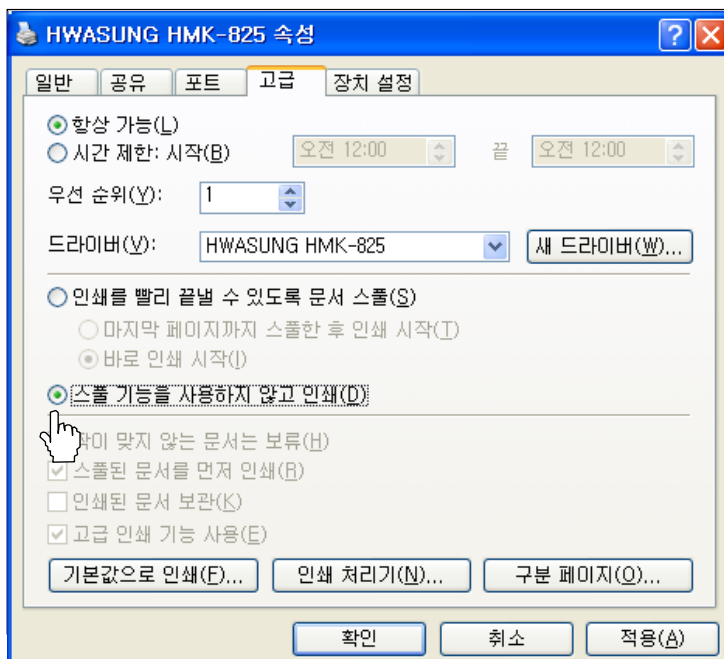 HWASUNG HMK-825 속성
일반 공유 포트 고급 장치 설정
항상 가능(L)
시간 제한: 시작(B) 오전 12:00 끝 오전 12:00
우선 순위(Y): 1
드라이버(V): HWASUNG HMK-825 새 드라이버(W)...
인쇄를 빨리 끝낼 수 있도록 문서 스풀(S)
마지막 페이지까지 스풀한 후 인쇄 시작(T)
바로 인쇄 시작(I)
스풀 기능을 사용하지 않고 인쇄(D)
맞지 않는 문서는 보류(H)
스풀된 문서를 먼저 인쇄(R)
인쇄된 문서 보관(K)
고급 인쇄 기능 사용(E)
기본값으로 인쇄(F)... 인쇄 처리기(N)... 구분 페이지(O)...
확인 취소 적용(A)